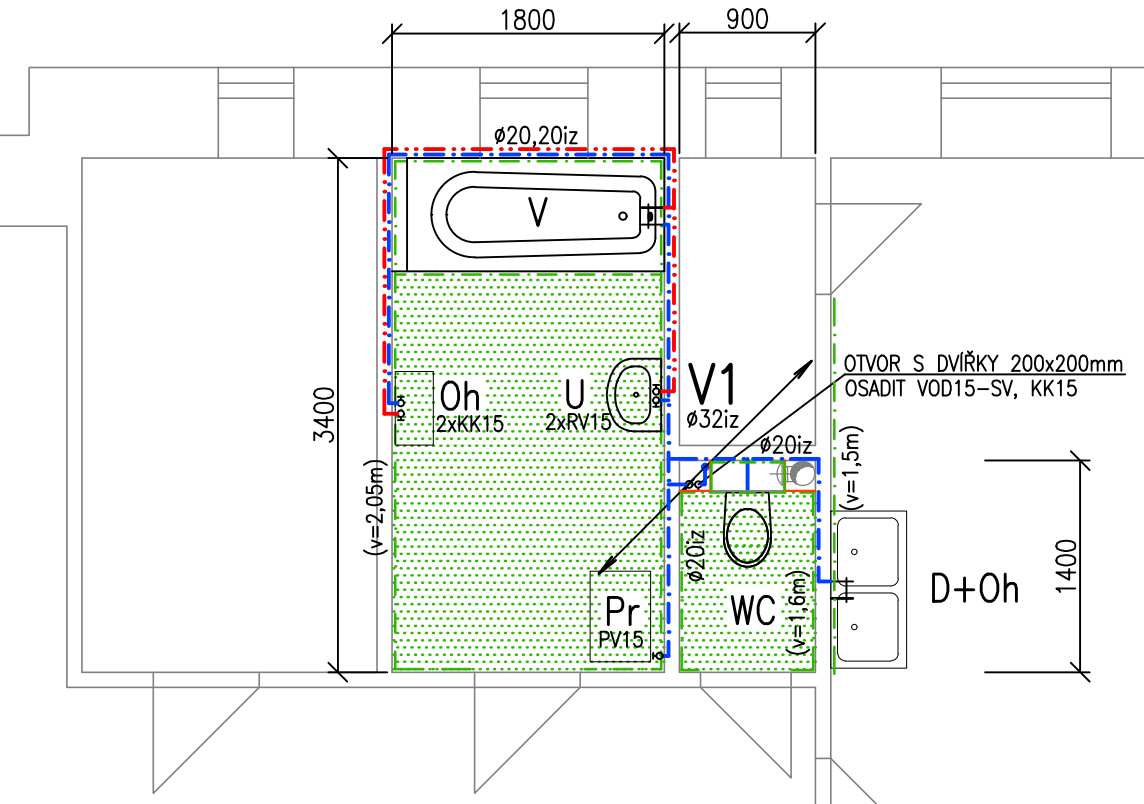 1800
900
ø20,20iz
V
OTVOR S DVÍŘKY 200x200mm
OSADIT VOD15-SV, KK15
V1
ø32iz
Oh
2xKK15
U
2xRV15
3400
ø20iz
(v=1,5m)
(v=2,05m)
ø20iz
1400
D+Oh
Pr
PV15
WC
(v=1,6m)